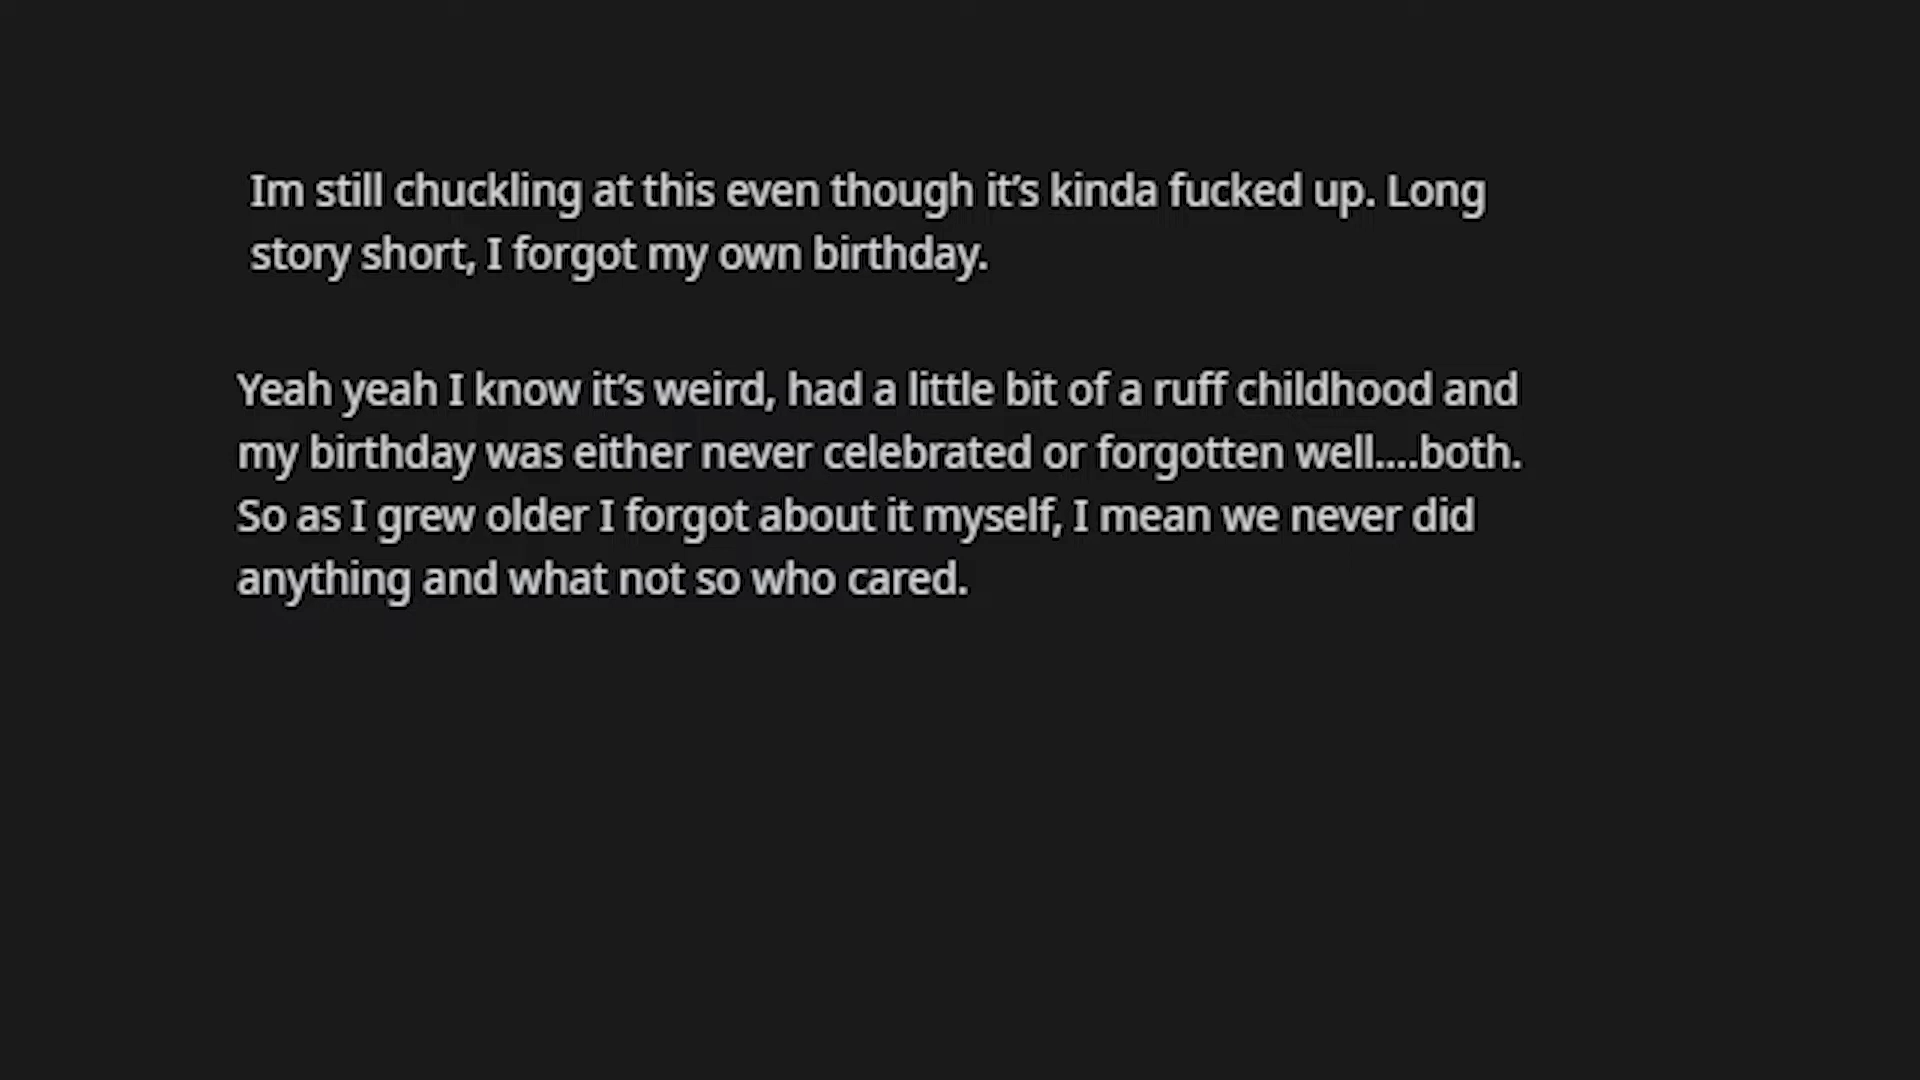 Im still chuckling at this even though it’s kinda fucked up. Long
story short, I forgot my own birthday.
Yeah yeah I know it’s weird, had a little bit of a ruff childhood and
my birthday was either never celebrated or forgotten well....both.
So as I grew older I forgot about it myself, I mean we never did
anything and what not so who cared.